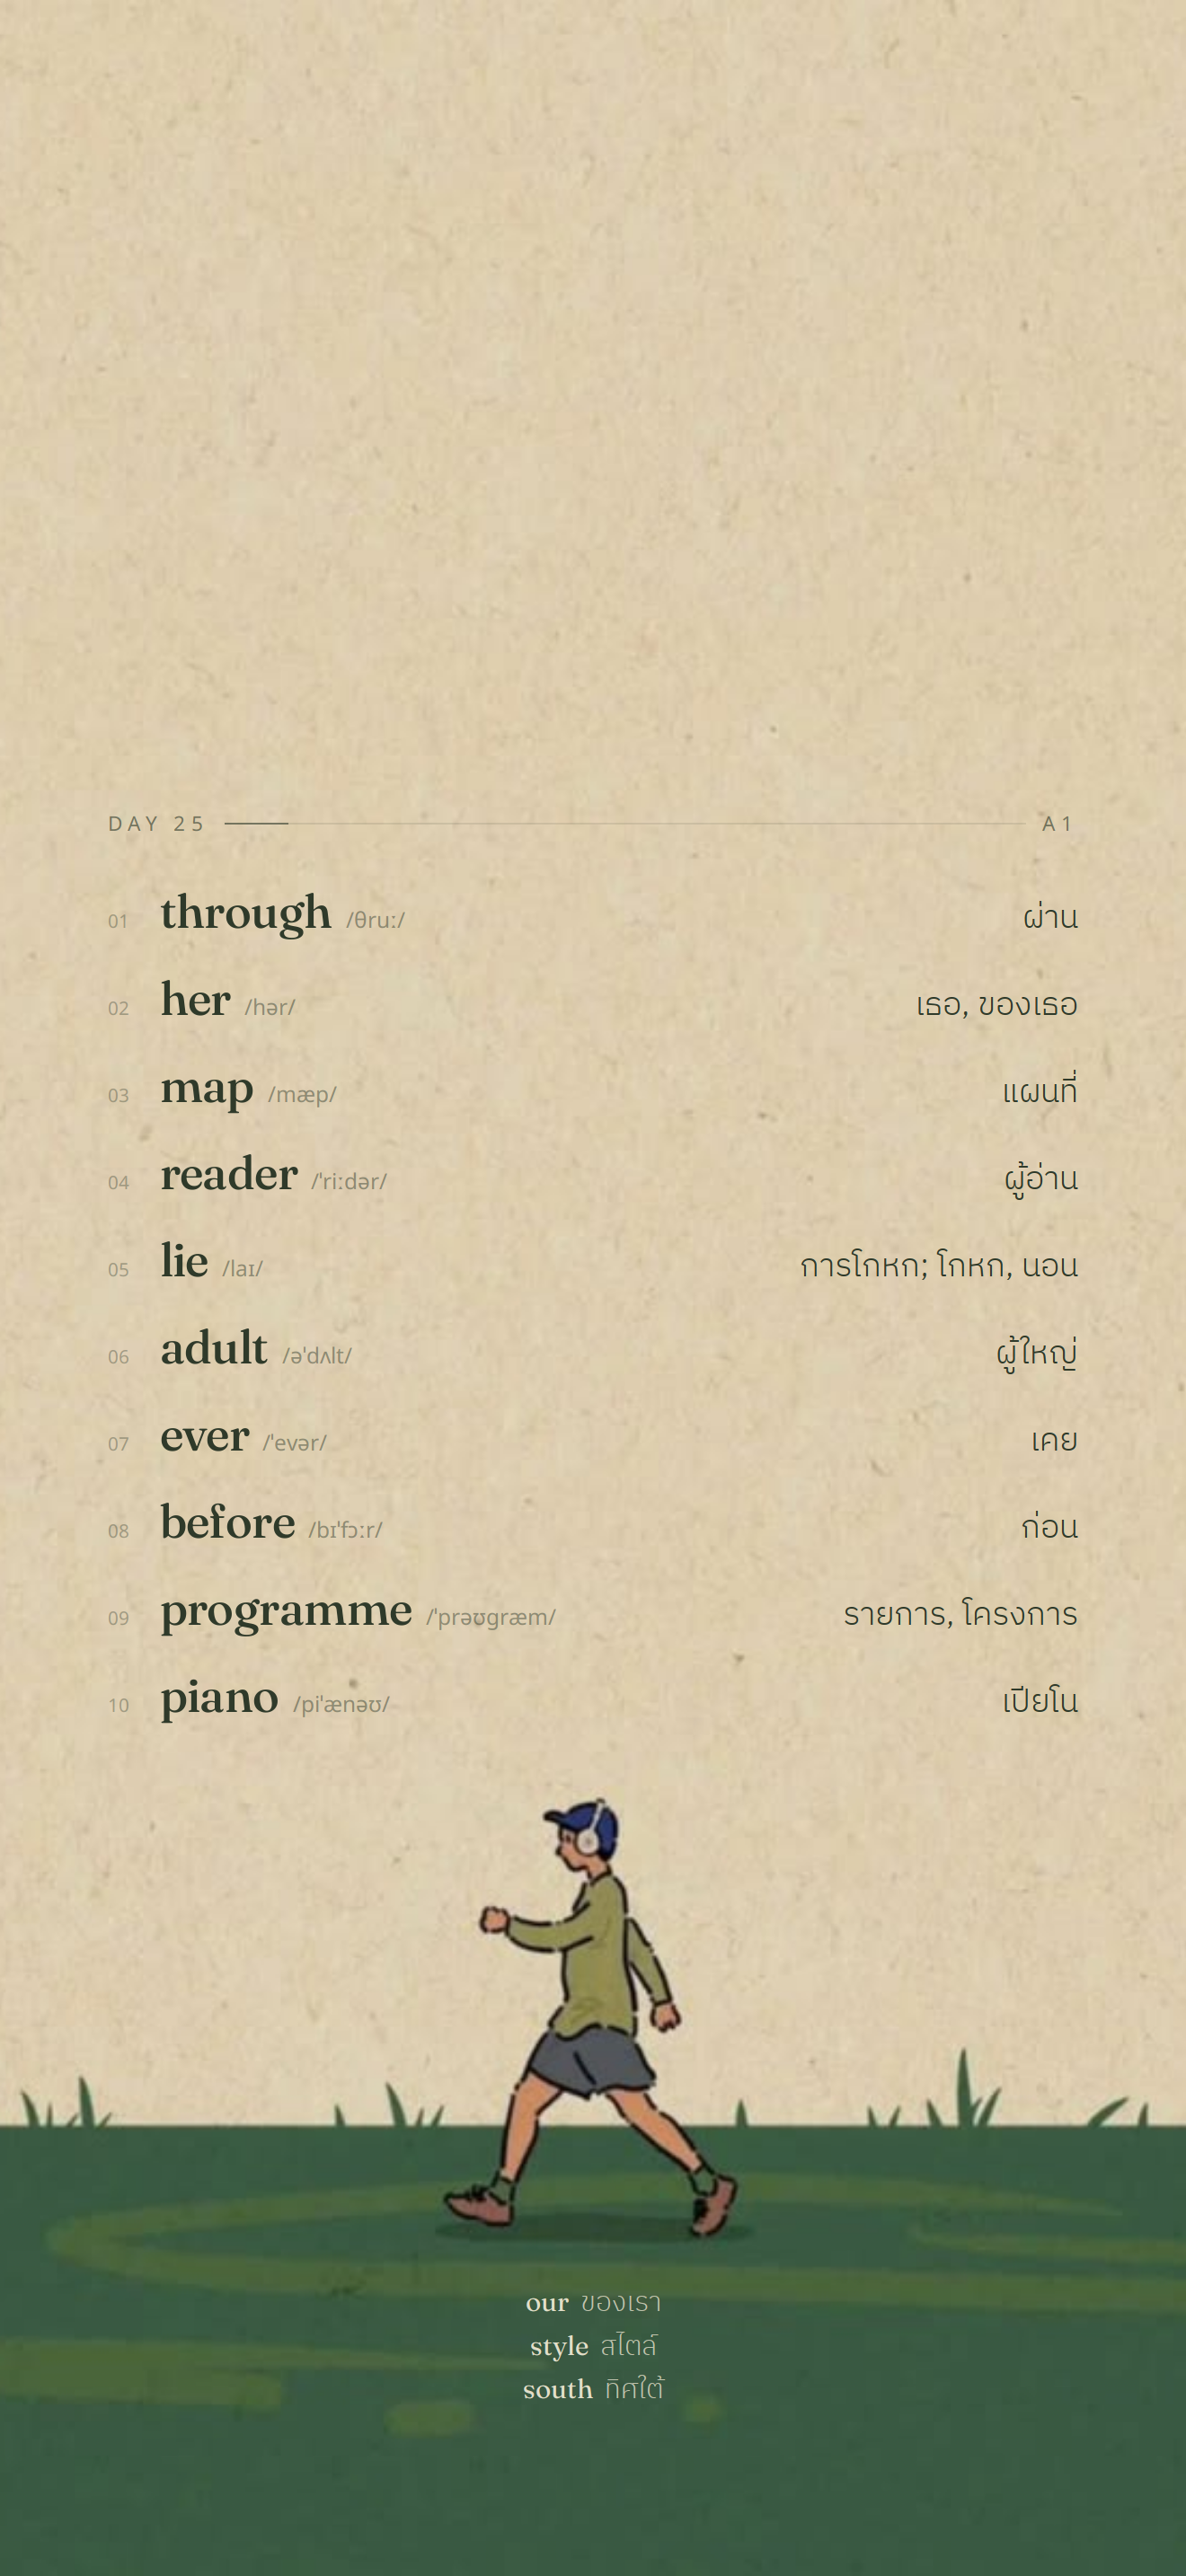 DAY 25 A1
01 through /θruː/ ผ่าน
02 her /hər/ เธอ, ของเธอ
03 map /mæp/ แผนที่
04 reader /ˈriːdər/ ผู้อ่าน
05 lie /laɪ/ การโกหก; โกหก, นอน
06 adult /əˈdʌlt/ ผู้ใหญ่
07 ever /ˈevər/ เคย
08 before /bɪˈfɔːr/ ก่อน
09 programme /ˈprəʊɡræm/ รายการ, โครงการ
10 piano /piˈænəʊ/ เปียโน
our ของเรา
style สไตล์
south ทิศใต้